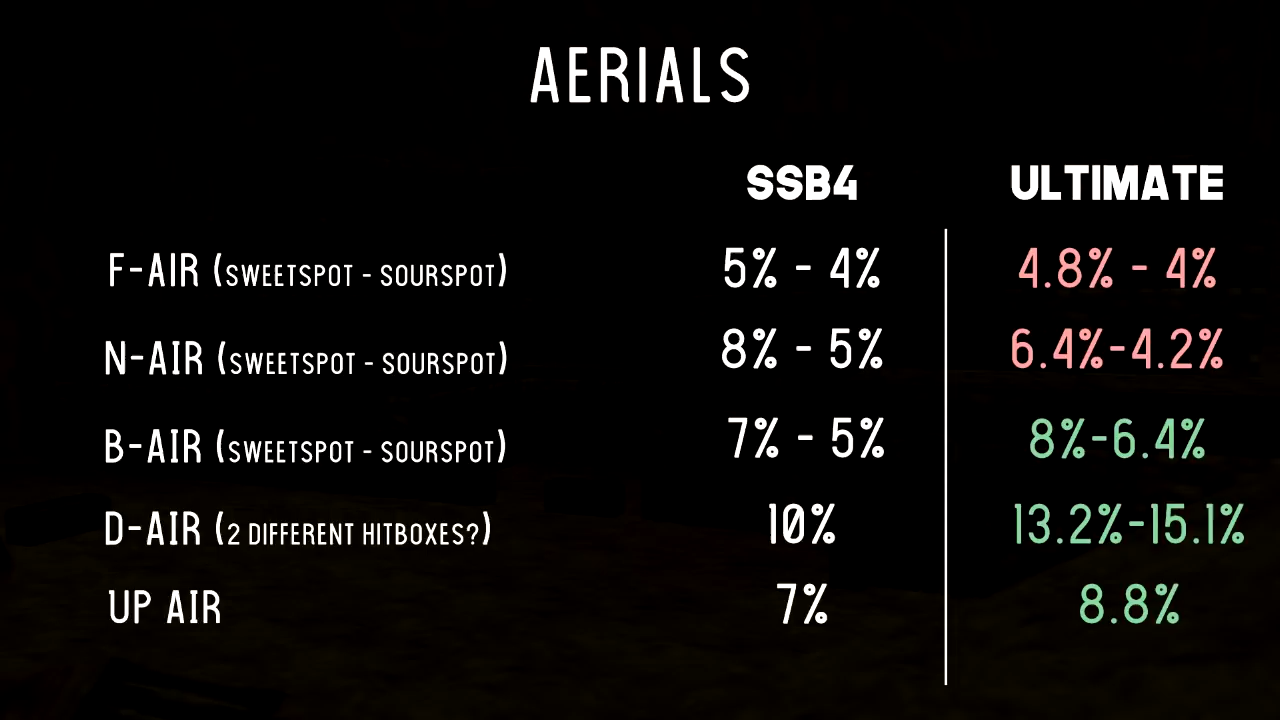 AERIALS
SSB4 ULTIMATE
F-AIR (SWEETSPOT - SOURSPOT) 5% - 4% 4.8% - 4%
N-AIR (SWEETSPOT - SOURSPOT) 8% - 5% 6.4%-4.2%
B-AIR (SWEETSPOT - SOURSPOT) 7% - 5% 8%-6.4%
D-AIR (2 DIFFERENT HITBOXES?) 10% 13.2%-15.1%
UP AIR 7% 8.8%